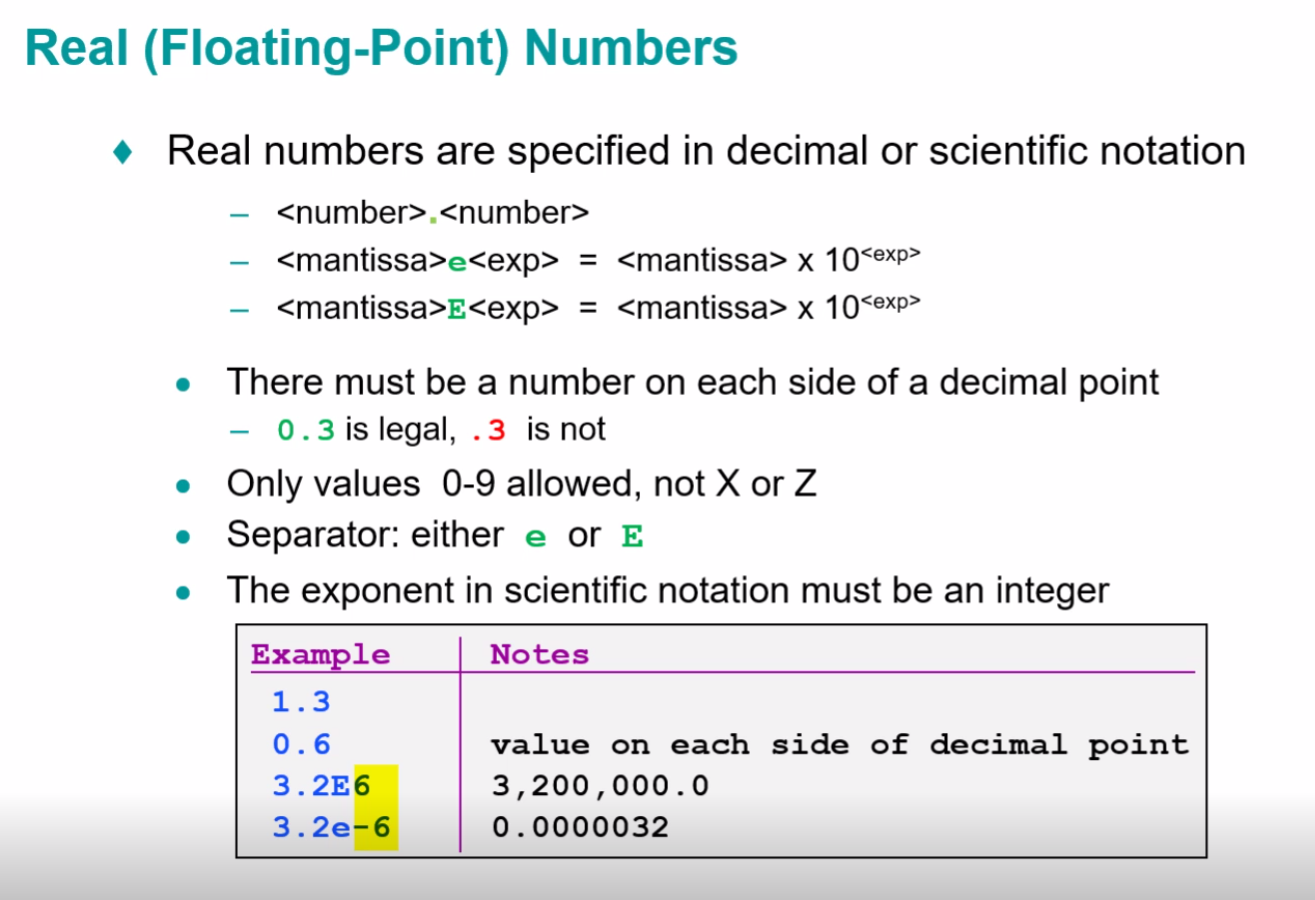 Real (Floating-Point) Numbers
♦ Real numbers are specified in decimal or scientific notation
– <number>.<number>
– <mantissa>e<exp> = <mantissa> x 10<exp>
– <mantissa>E<exp> = <mantissa> x 10<exp>
• There must be a number on each side of a decimal point
– 0.3 is legal, .3 is not
• Only values 0-9 allowed, not X or Z
• Separator: either e or E
• The exponent in scientific notation must be an integer
Example Notes
1.3
0.6 value on each side of decimal point
3.2E6 3,200,000.0
3.2e-6 0.0000032